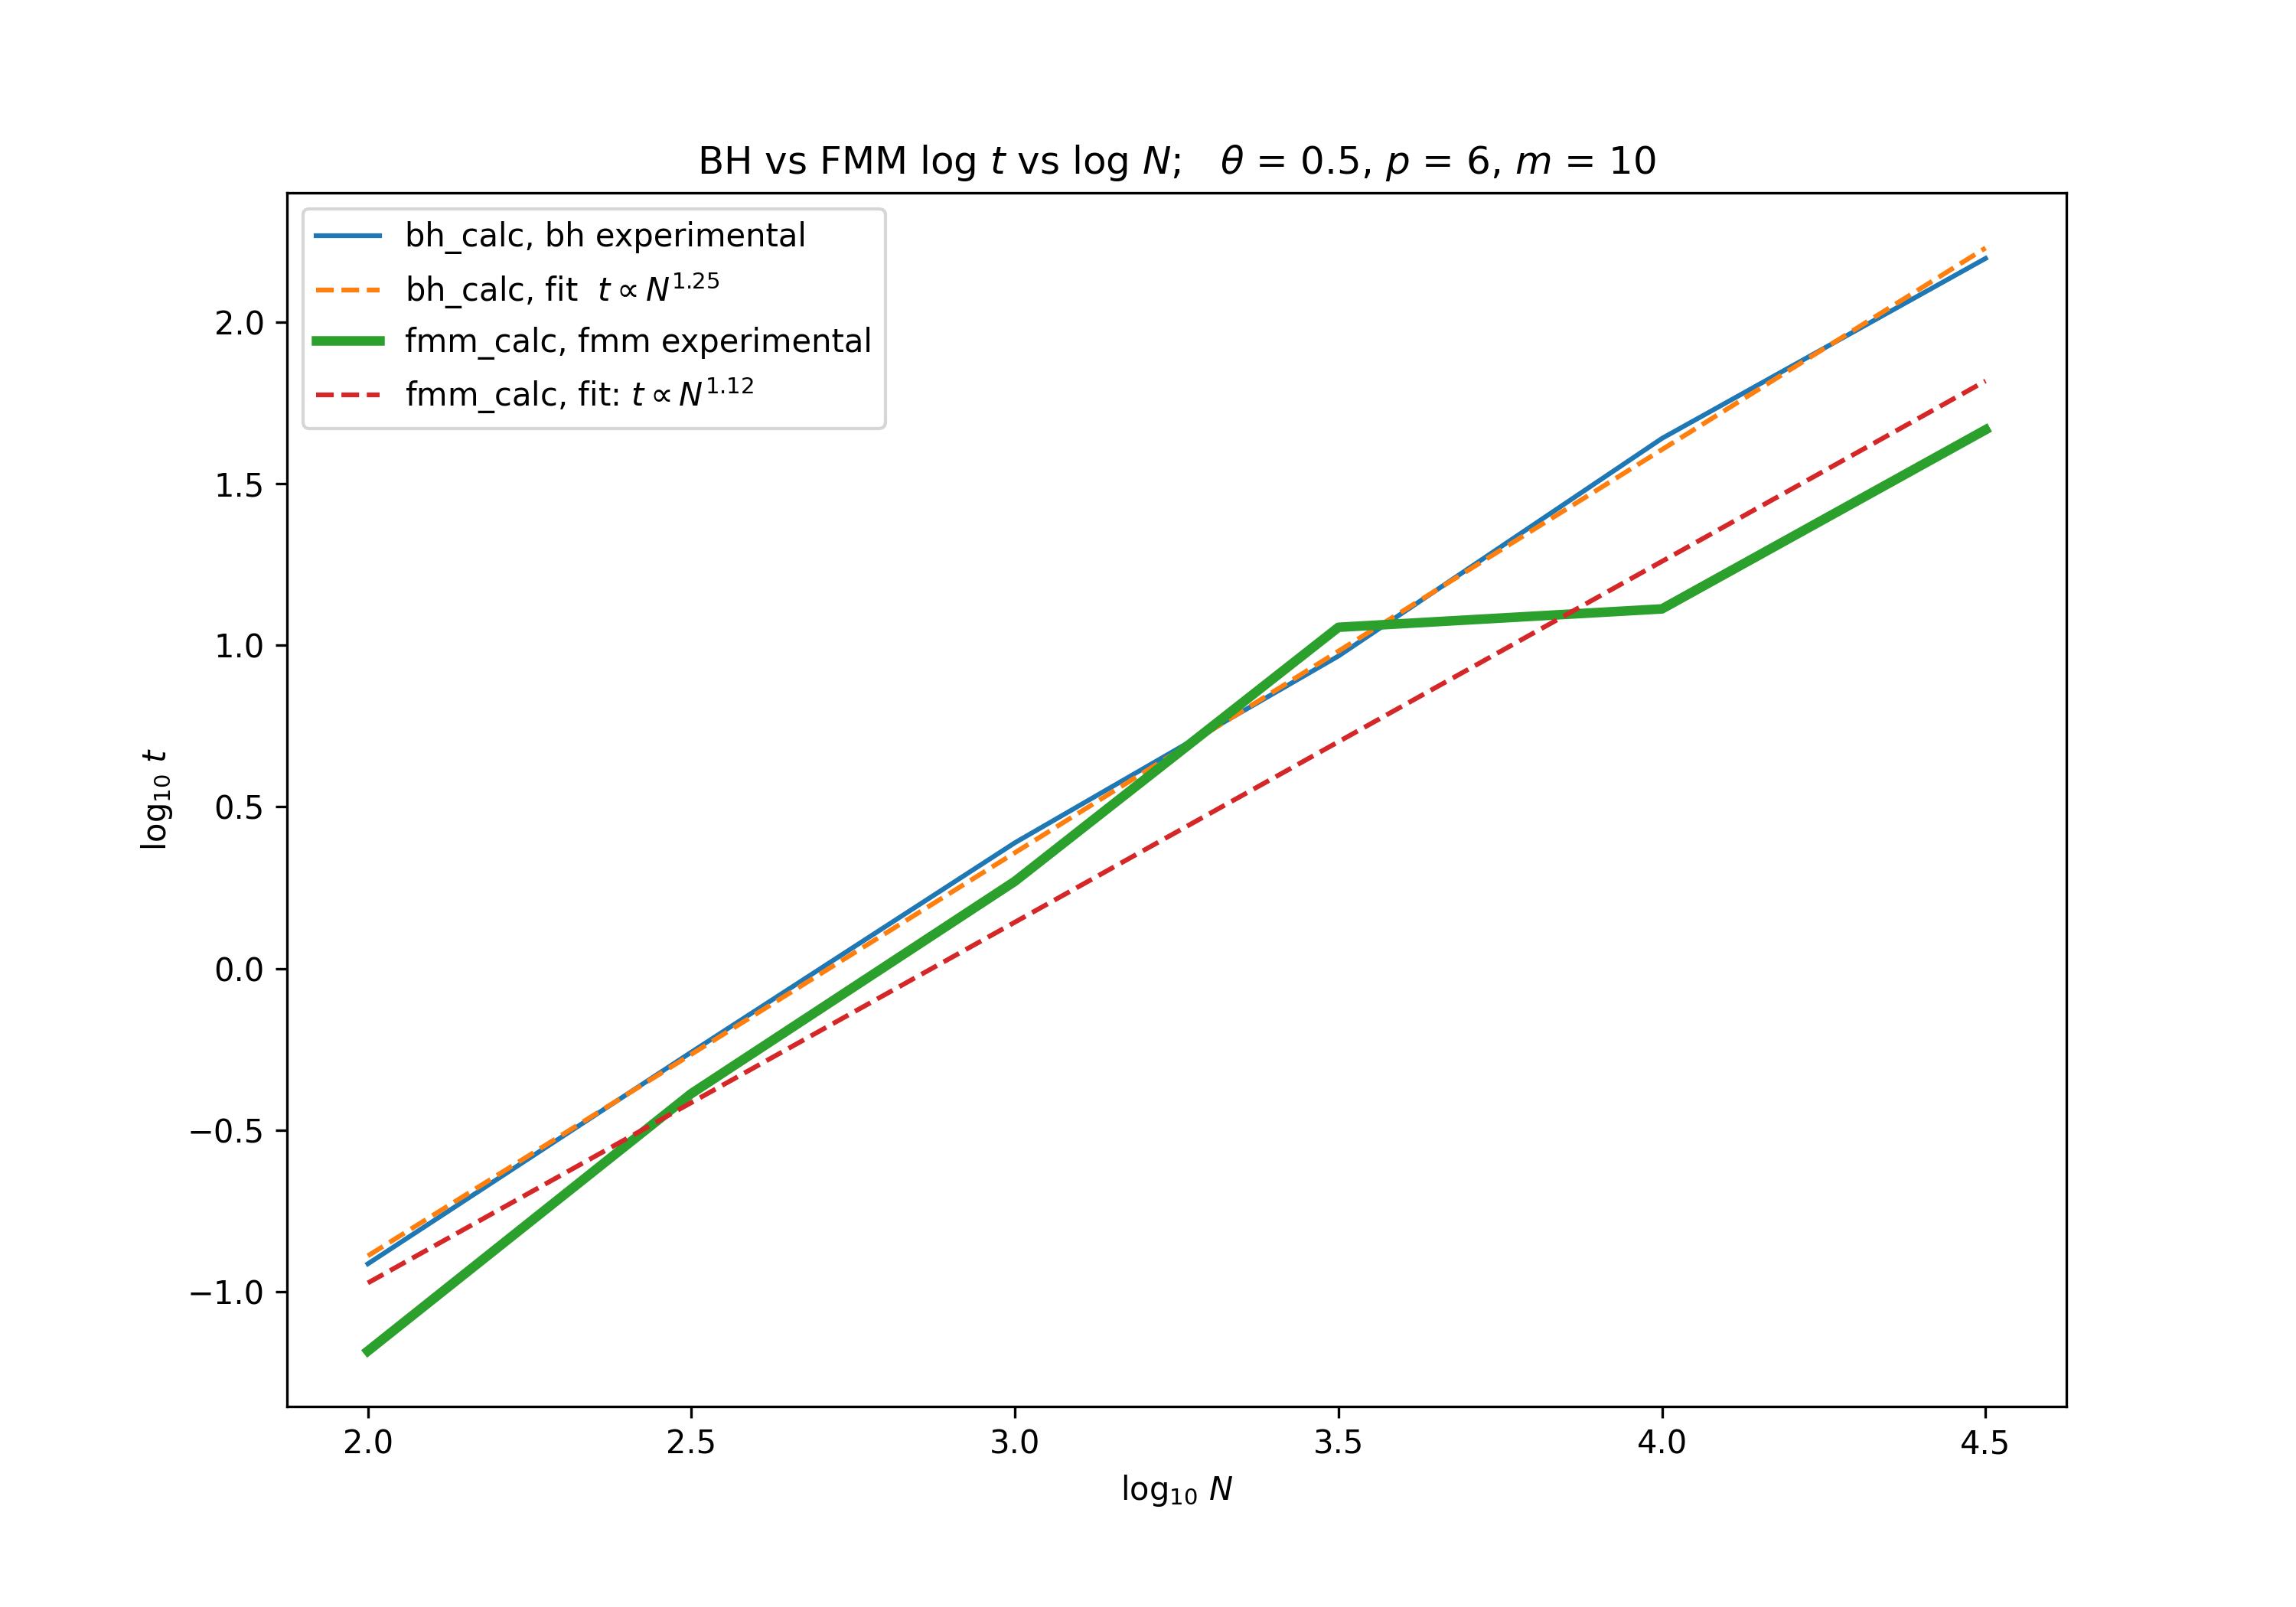 BH vs FMM log t vs log N;   θ = 0.5, p = 6, m = 10
bh_calc, bh experimental
bh_calc, fit  t ∝ N^1.25
fmm_calc, fmm experimental
fmm_calc, fit: t ∝ N^1.12
log₁₀ t
2.0
1.5
1.0
0.5
0.0
−0.5
−1.0
2.0 2.5 3.0 3.5 4.0 4.5
log₁₀ N